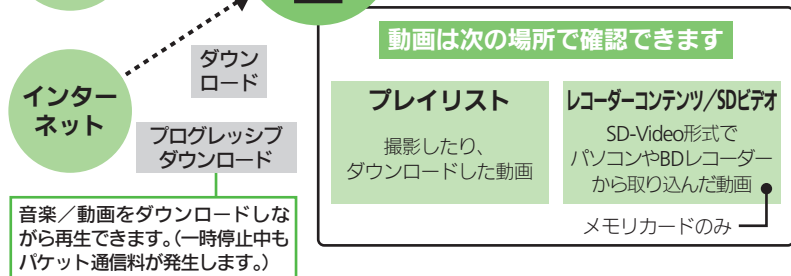 動画は次の場所で確認できます
ダウン
ロード
インター
ネット
プログレッシブ
ダウンロード
音楽／動画をダウンロードしな
がら再生できます。（一時停止中も
パケット通信料が発生します。）
プレイリスト
撮影したり、
ダウンロードした動画
レコーダーコンテンツ/SDビデオ
SD-Video形式で
パソコンやBDレコーダー
から取り込んだ動画
メモリカードのみ